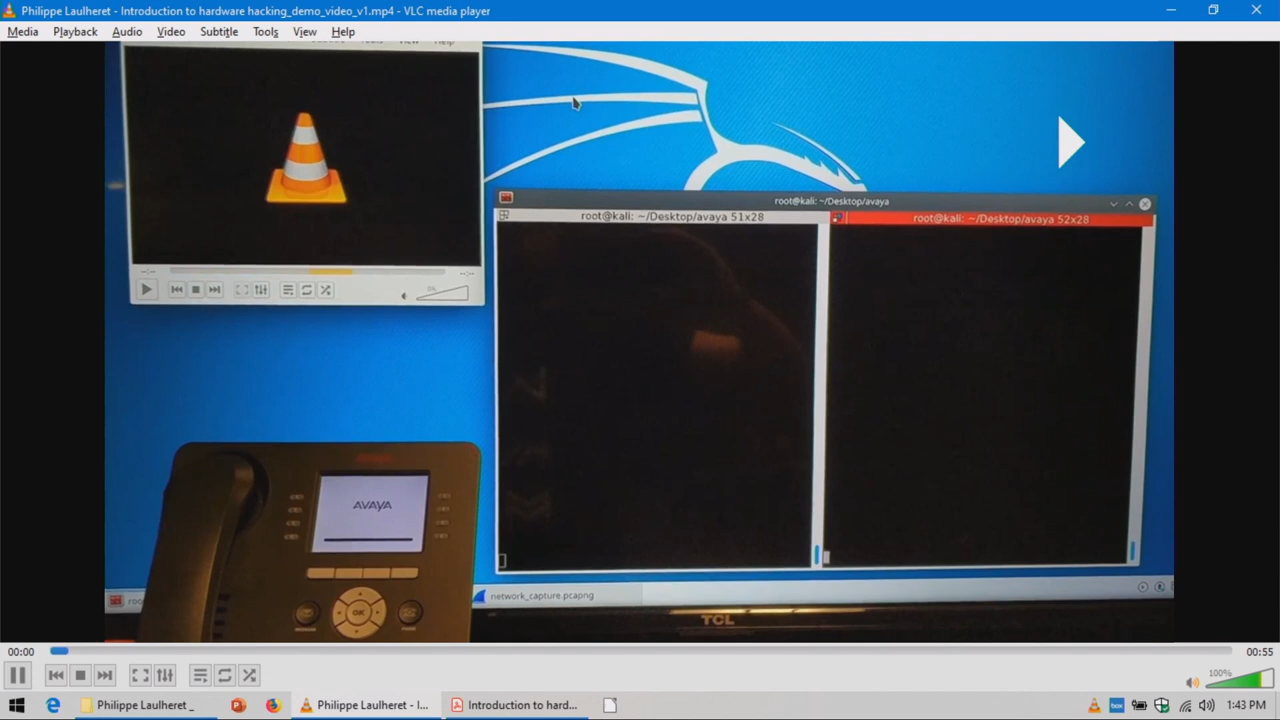 Philippe Laulheret - Introduction to hardware hacking_demo_video_v1.mp4 - VLC media player
Media Playback Audio Video Subtitle Tools View Help
root@kali: ~/Desktop/avaya
root@kali: ~/Desktop/avaya 51x28
root@kali: ~/Desktop/avaya 52x28
AVAYA
OK
network_capture.pcapng
TCL
00:00
00:55
100%
Philippe Laulheret _
Philippe Laulheret - I...
Introduction to hard...
box
1:43 PM